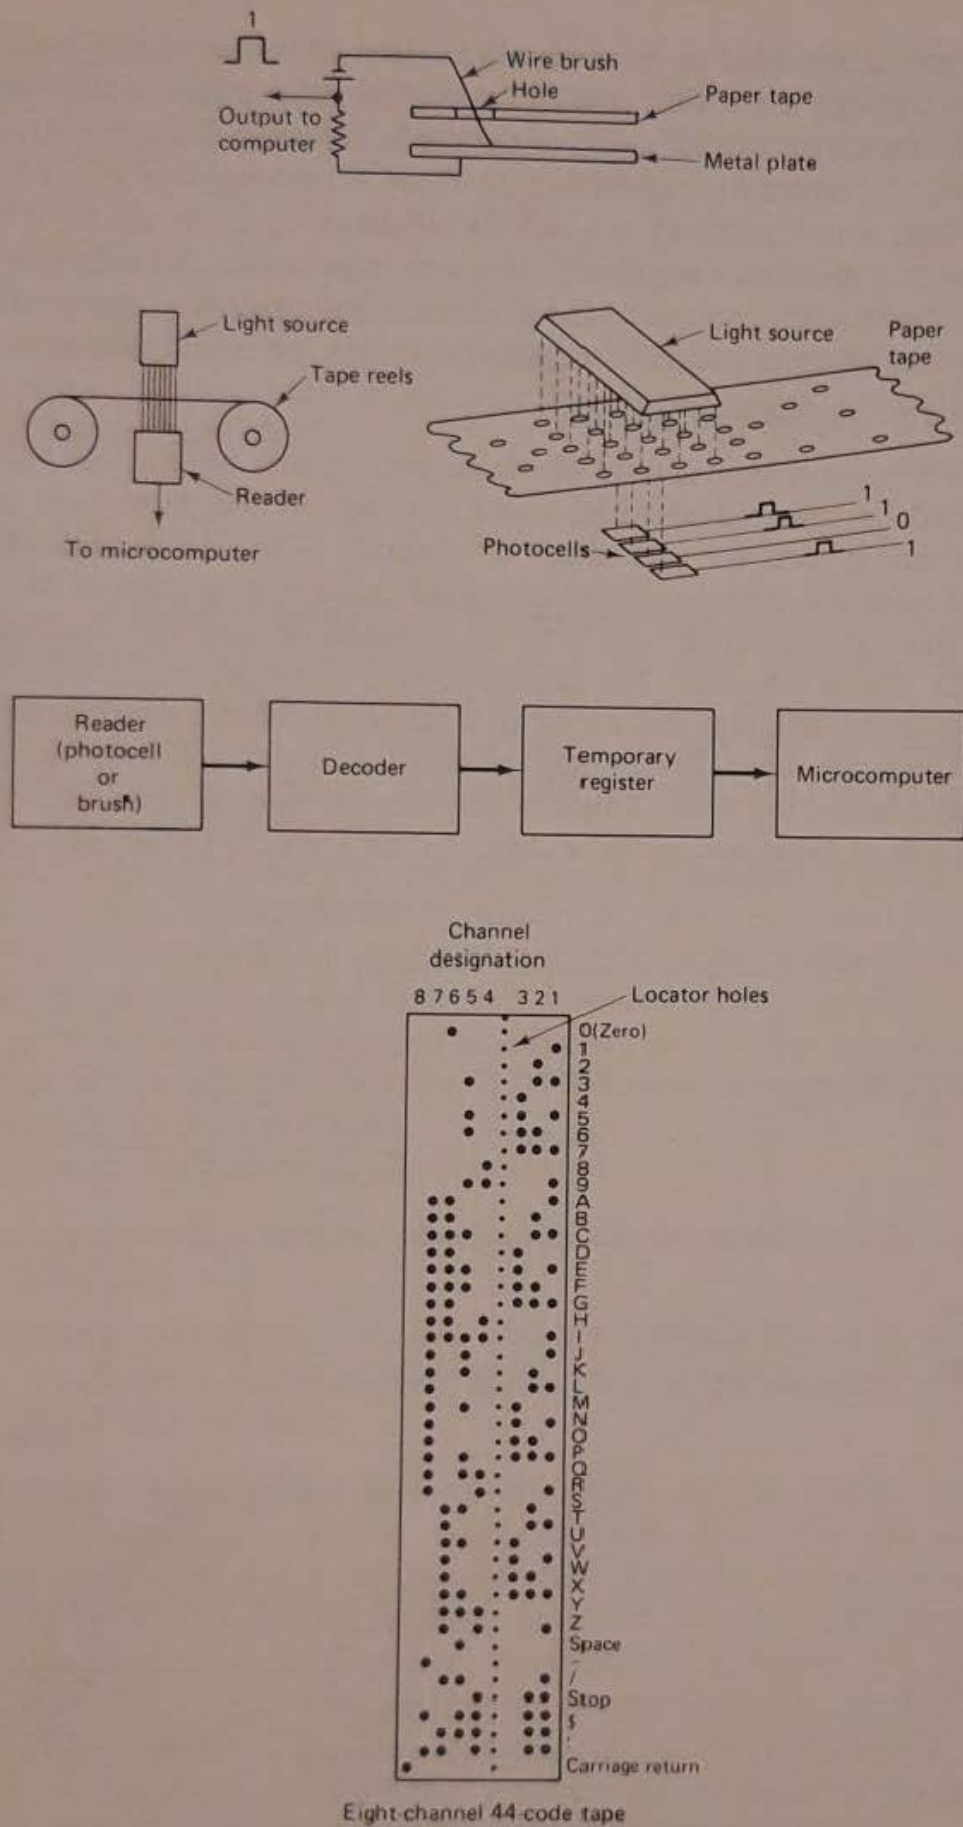 1
Wire brush
Hole
Paper tape
Output to
computer
Metal plate
Light source
Tape reels
Reader
To microcomputer
Light source
Paper
tape
Photocells
1
1
0
1
Reader
(photocell
or
brush)
Decoder
Temporary
register
Microcomputer
Channel
designation
8 7 6 5 4 3 2 1
Locator holes
0(Zero)
1
2
3
4
5
6
7
8
9
A
B
C
D
E
F
G
H
I
J
K
L
M
N
O
P
Q
R
S
T
U
V
W
X
Y
Z
Space
-
/
Stop
$
Carriage return
Eight-channel 44-code tape